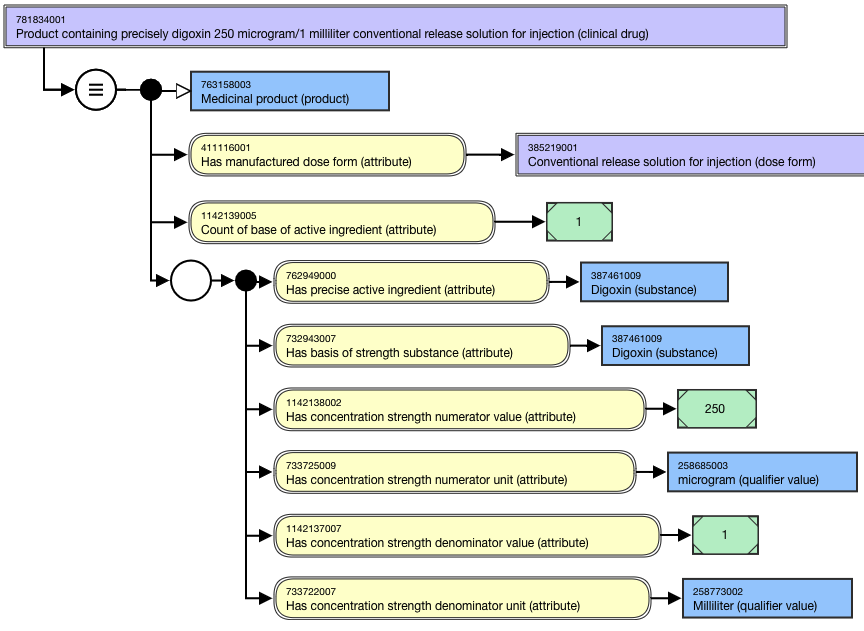 781834001
Product containing precisely digoxin 250 microgram/1 milliliter conventional release solution for injection (clinical drug)
763158003
Medicinal product (product)
411116001
Has manufactured dose form (attribute)
385219001
Conventional release solution for injection (dose form)
1142139005
Count of base of active ingredient (attribute)
1
762949000
Has precise active ingredient (attribute)
387461009
Digoxin (substance)
732943007
Has basis of strength substance (attribute)
387461009
Digoxin (substance)
1142138002
Has concentration strength numerator value (attribute)
250
733725009
Has concentration strength numerator unit (attribute)
258685003
microgram (qualifier value)
1142137007
Has concentration strength denominator value (attribute)
1
733722007
Has concentration strength denominator unit (attribute)
258773002
Milliliter (qualifier value)